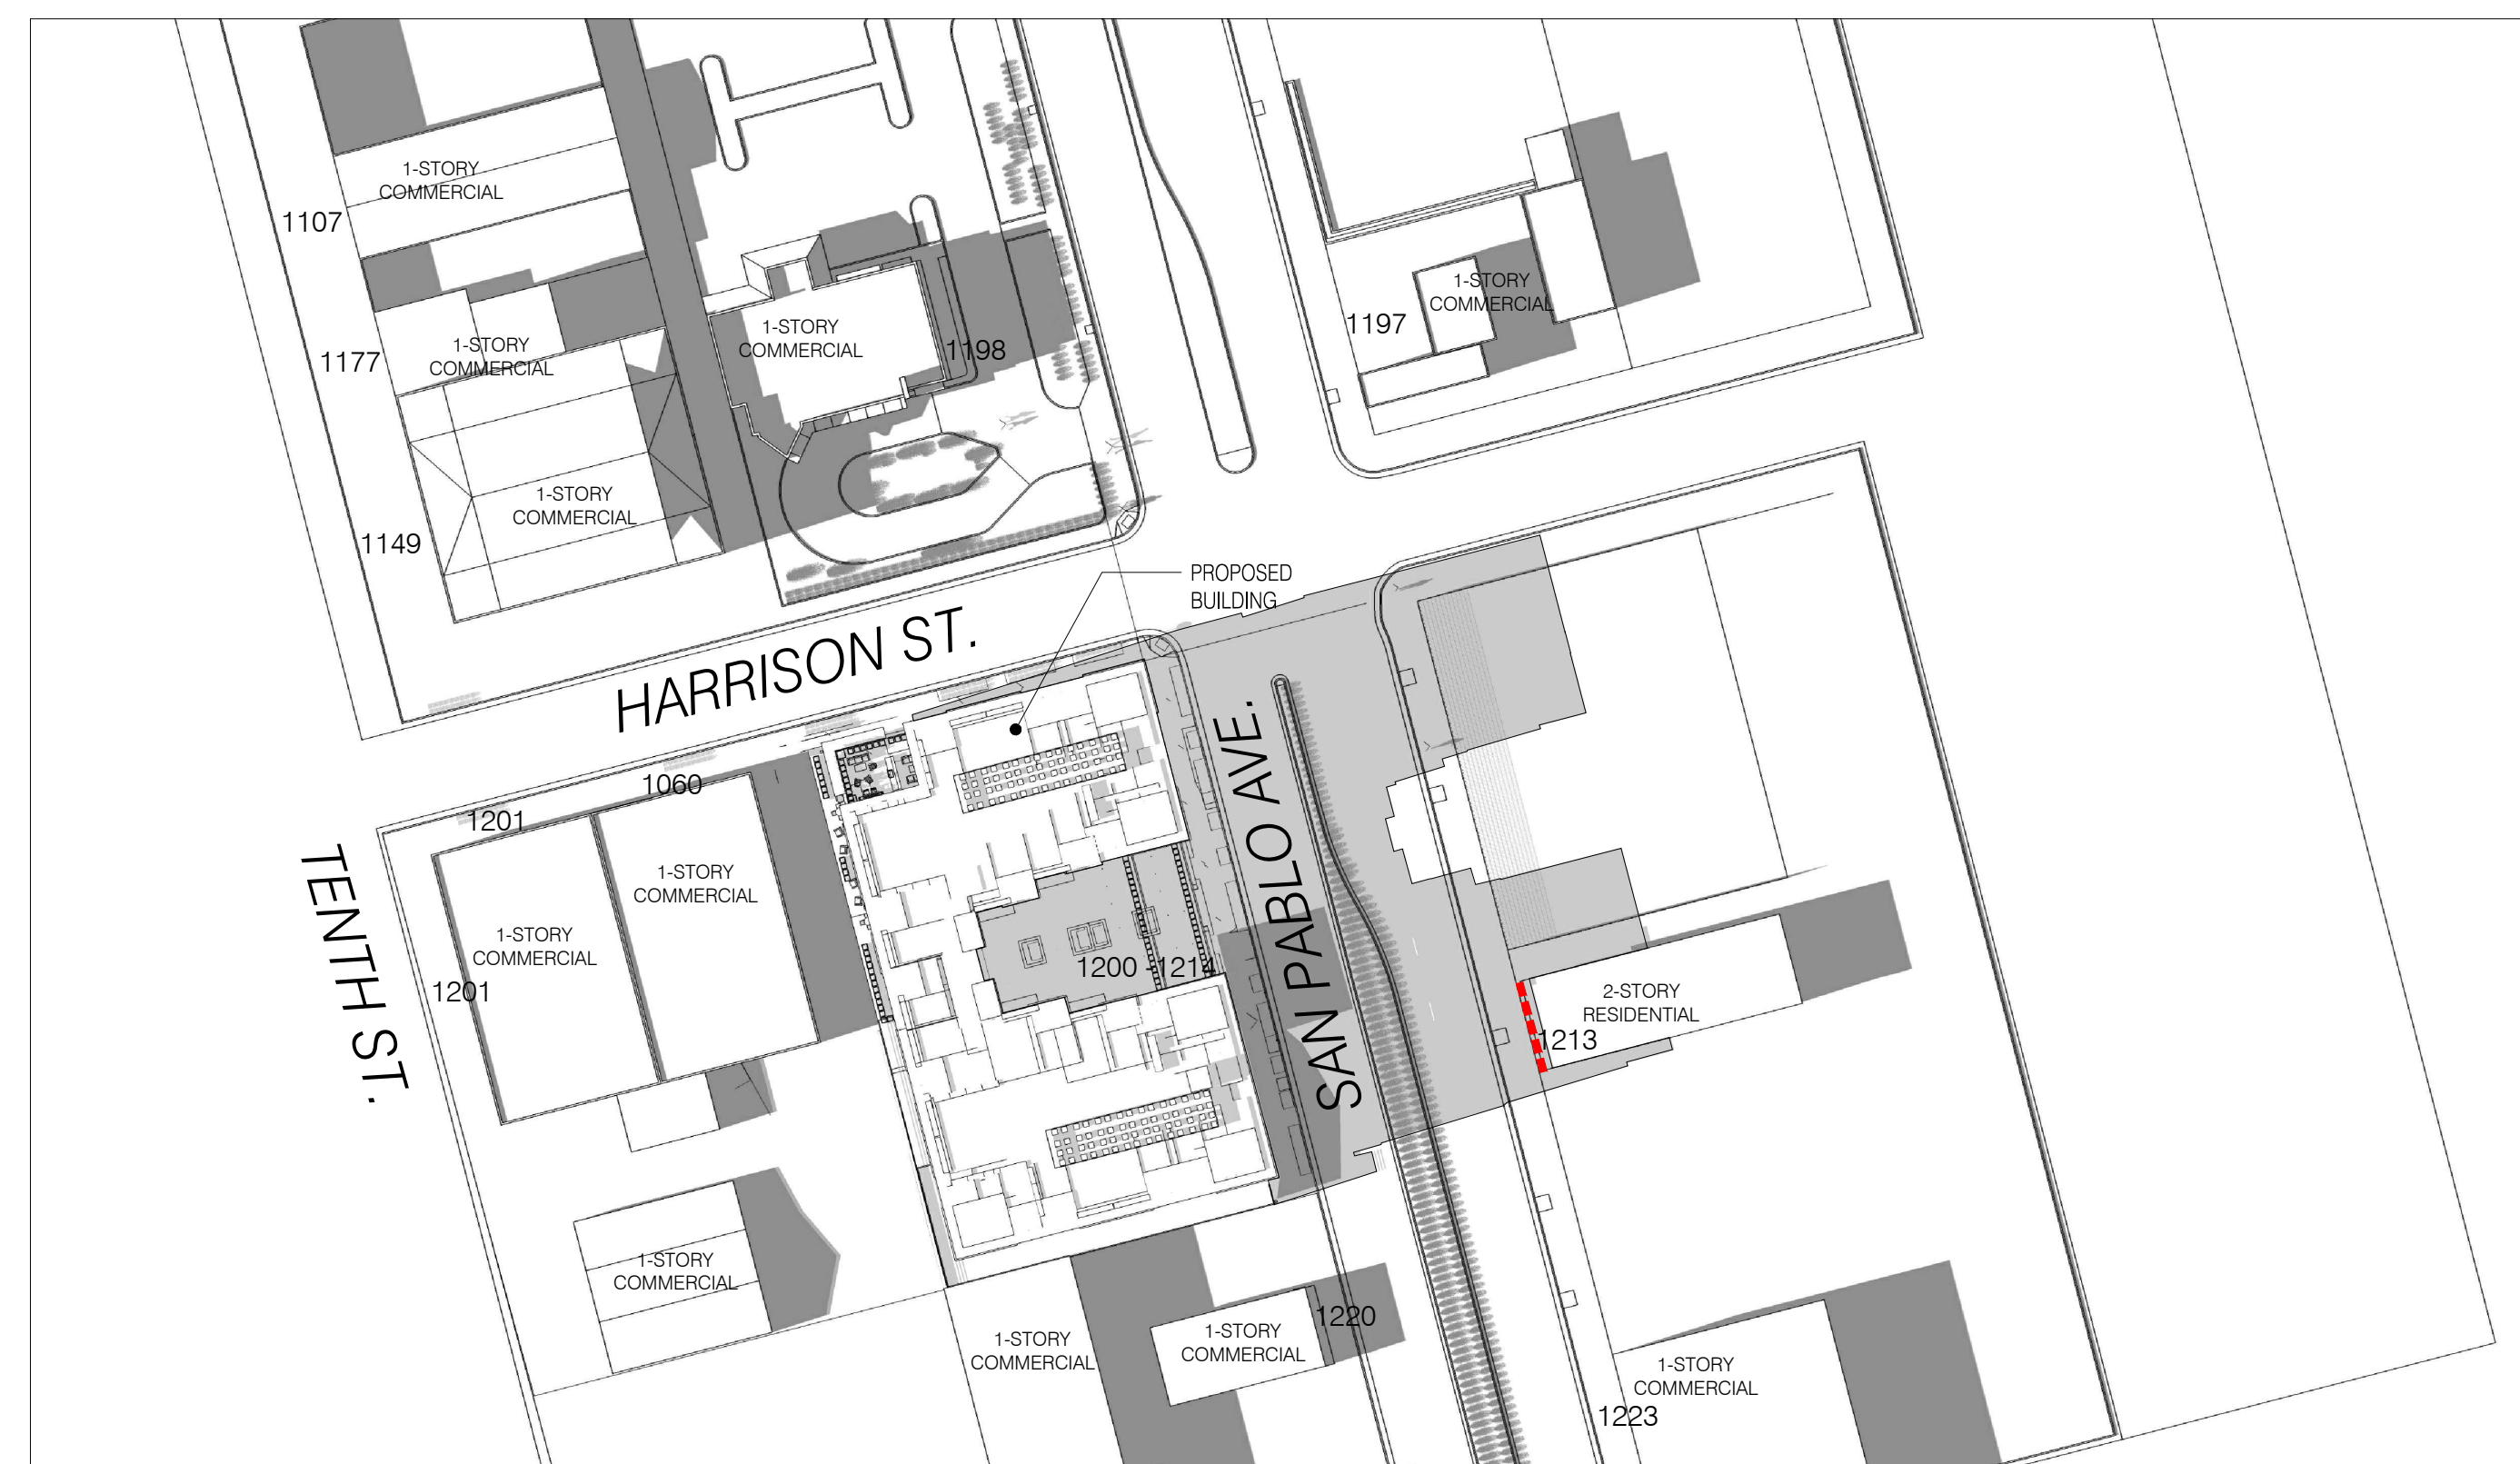 1-STORY
COMMERCIAL
1107
1-STORY
COMMERCIAL
1197
1-STORY
COMMERCIAL
1198
1-STORY
COMMERCIAL
1177
1-STORY
COMMERCIAL
1149
PROPOSED
BUILDING
HARRISON ST.
1060
1201
SAN PABLO AVE.
TENTH ST.
1-STORY
COMMERCIAL
1-STORY
COMMERCIAL
1201
1200 - 1214
2-STORY
RESIDENTIAL
1213
1-STORY
COMMERCIAL
1220
1-STORY
COMMERCIAL
1-STORY
COMMERCIAL
1-STORY
COMMERCIAL
1223